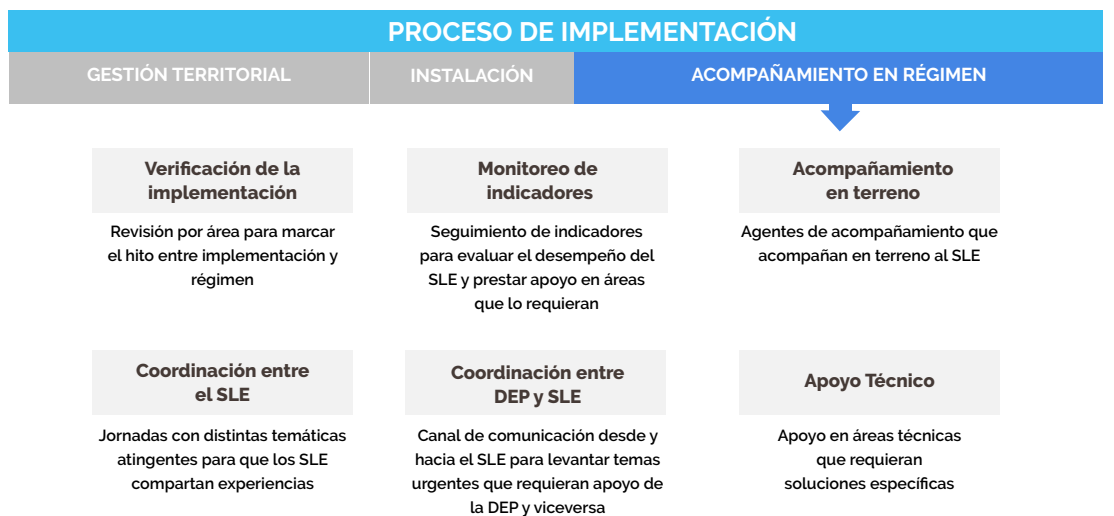 PROCESO DE IMPLEMENTACIÓN
GESTIÓN TERRITORIAL
INSTALACIÓN
ACOMPAÑAMIENTO EN RÉGIMEN
Verificación de la
implementación
Revisión por área para marcar
el hito entre implementación y
régimen
Monitoreo de
indicadores
Seguimiento de indicadores
para evaluar el desempeño del
SLE y prestar apoyo en áreas
que lo requieran
Acompañamiento
en terreno
Agentes de acompañamiento que
acompañan en terreno al SLE
Coordinación entre
el SLE
Jornadas con distintas temáticas
atingentes para que los SLE
compartan experiencias
Coordinación entre
DEP y SLE
Canal de comunicación desde y
hacia el SLE para levantar temas
urgentes que requieran apoyo de
la DEP y viceversa
Apoyo Técnico
Apoyo en áreas técnicas
que requieran
soluciones específicas